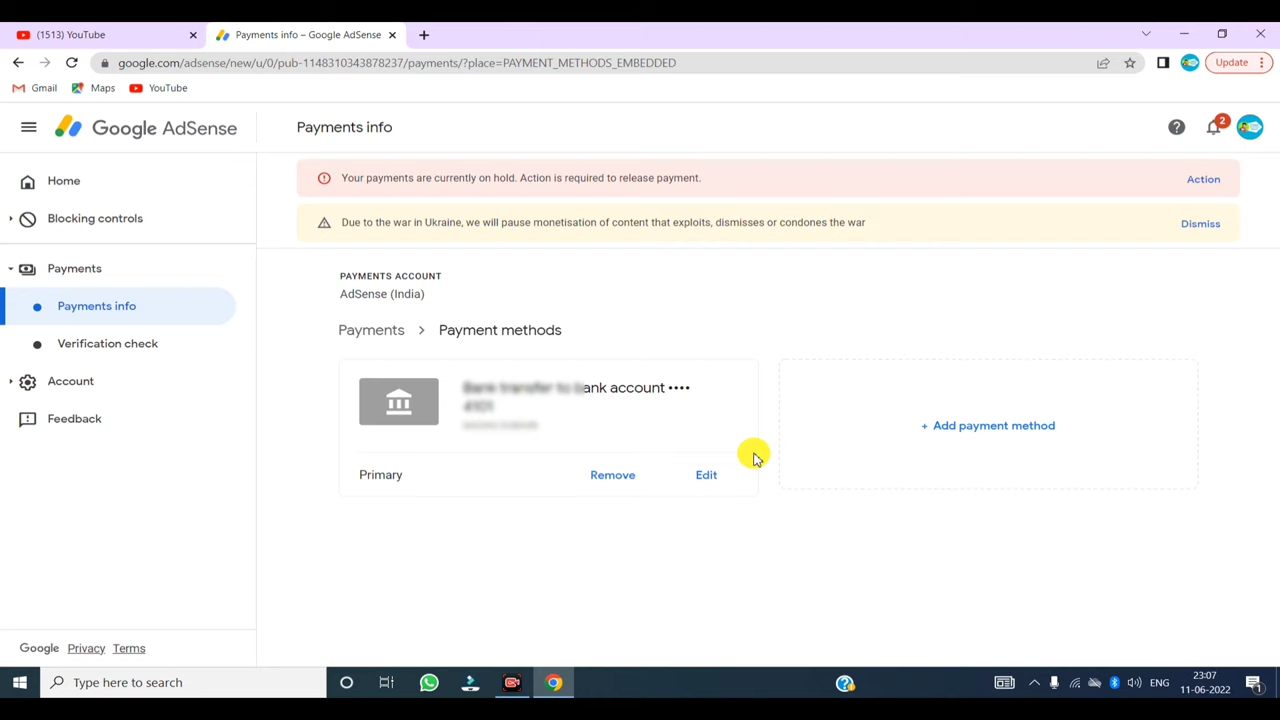 (1513) YouTube
Payments info – Google AdSense
google.com/adsense/new/u/0/pub-1148310343878237/payments/?place=PAYMENT_METHODS_EMBEDDED
Update
Gmail
Maps
YouTube
Google AdSense
Payments info
2
Home
Blocking controls
Payments
Payments info
Verification check
Account
Feedback
Your payments are currently on hold. Action is required to release payment.
Action
Due to the war in Ukraine, we will pause monetisation of content that exploits, dismisses or condones the war
Dismiss
PAYMENTS ACCOUNT
AdSense (India)
Payments > Payment methods
ank account ••••
Primary
Remove
Edit
+ Add payment method
Google Privacy Terms
Type here to search
ENG
23:07
11-06-2022
1